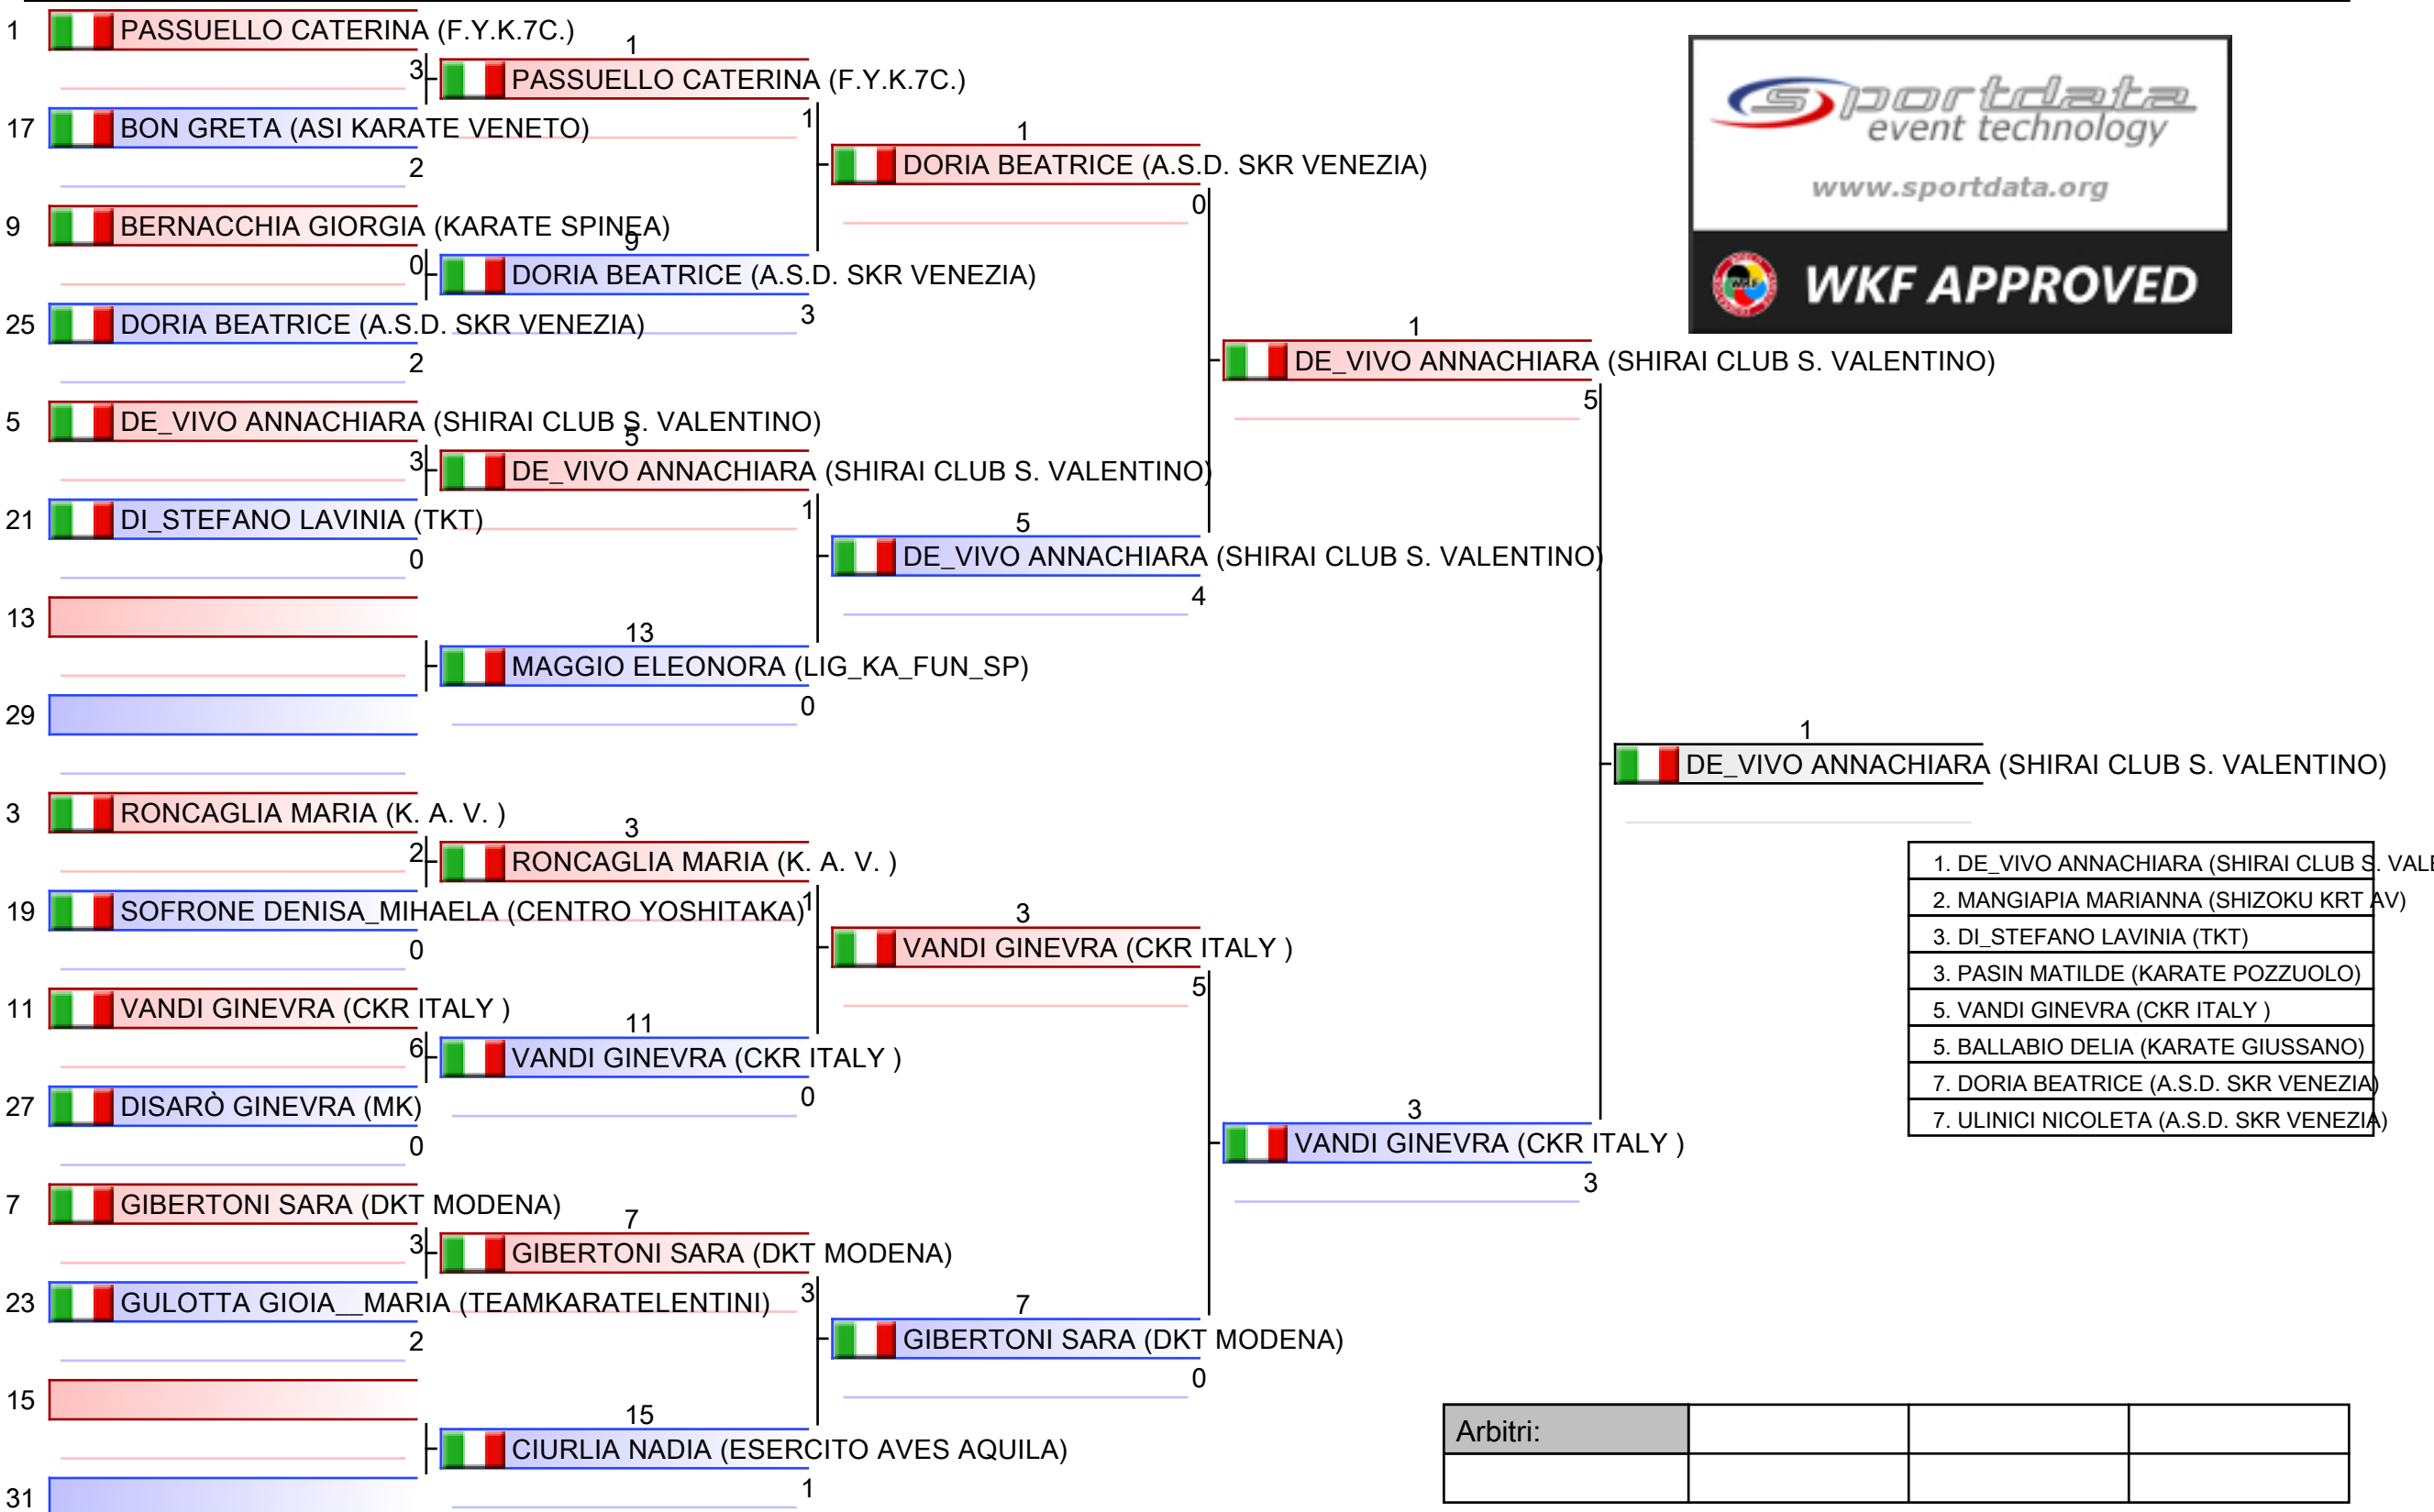 1 PASSUELLO CATERINA (F.Y.K.7C.)
3
17 BON GRETA (ASI KARATE VENETO)
2
9 BERNACCHIA GIORGIA (KARATE SPINEA)
0
25 DORIA BEATRICE (A.S.D. SKR VENEZIA)
2
5 DE_VIVO ANNACHIARA (SHIRAI CLUB S. VALENTINO)
3
21 DI_STEFANO LAVINIA (TKT)
0
13
29
3 RONCAGLIA MARIA (K. A. V. )
2
19 SOFRONE DENISA_MIHAELA (CENTRO YOSHITAKA)
0
11 VANDI GINEVRA (CKR ITALY )
6
27 DISARÒ GINEVRA (MK)
0
7 GIBERTONI SARA (DKT MODENA)
3
23 GULOTTA GIOIA__MARIA (TEAMKARATELENTINI)
2
15
31
1
PASSUELLO CATERINA (F.Y.K.7C.)
1
9
DORIA BEATRICE (A.S.D. SKR VENEZIA)
3
5
DE_VIVO ANNACHIARA (SHIRAI CLUB S. VALENTINO)
1
13
MAGGIO ELEONORA (LIG_KA_FUN_SP)
0
3
RONCAGLIA MARIA (K. A. V. )
1
11
VANDI GINEVRA (CKR ITALY )
0
7
GIBERTONI SARA (DKT MODENA)
3
15
CIURLIA NADIA (ESERCITO AVES AQUILA)
1
1
DORIA BEATRICE (A.S.D. SKR VENEZIA)
0
5
DE_VIVO ANNACHIARA (SHIRAI CLUB S. VALENTINO)
4
3
VANDI GINEVRA (CKR ITALY )
5
7
GIBERTONI SARA (DKT MODENA)
0
1
DE_VIVO ANNACHIARA (SHIRAI CLUB S. VALENTINO)
5
3
VANDI GINEVRA (CKR ITALY )
3
1
DE_VIVO ANNACHIARA (SHIRAI CLUB S. VALENTINO)
sportdata
event technology
www.sportdata.org
WKF APPROVED
1. DE_VIVO ANNACHIARA (SHIRAI CLUB S. VALE
2. MANGIAPIA MARIANNA (SHIZOKU KRT AV)
3. DI_STEFANO LAVINIA (TKT)
3. PASIN MATILDE (KARATE POZZUOLO)
5. VANDI GINEVRA (CKR ITALY )
5. BALLABIO DELIA (KARATE GIUSSANO)
7. DORIA BEATRICE (A.S.D. SKR VENEZIA)
7. ULINICI NICOLETA (A.S.D. SKR VENEZIA)
Arbitri: